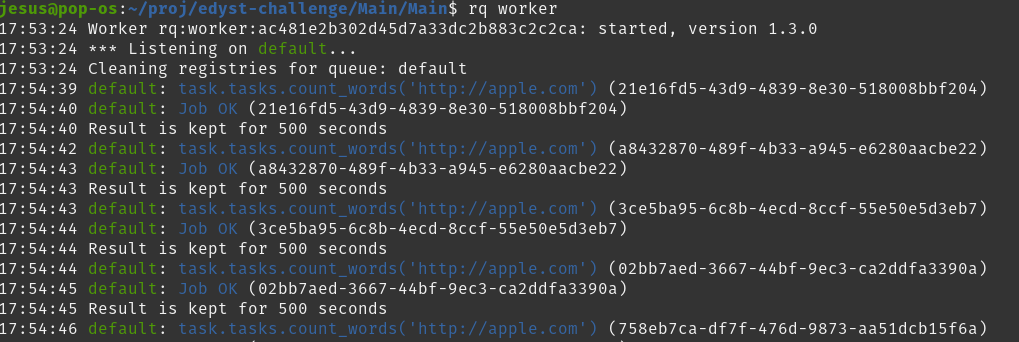 jesus@pop-os:~/proj/edyst-challenge/Main/Main$ rq worker
17:53:24 Worker rq:worker:ac481e2b302d45d7a33dc2b883c2c2ca: started, version 1.3.0
17:53:24 *** Listening on default...
17:53:24 Cleaning registries for queue: default
17:54:39 default: task.tasks.count_words('http://apple.com') (21e16fd5-43d9-4839-8e30-518008bbf204)
17:54:40 default: Job OK (21e16fd5-43d9-4839-8e30-518008bbf204)
17:54:40 Result is kept for 500 seconds
17:54:42 default: task.tasks.count_words('http://apple.com') (a8432870-489f-4b33-a945-e6280aacbe22)
17:54:43 default: Job OK (a8432870-489f-4b33-a945-e6280aacbe22)
17:54:43 Result is kept for 500 seconds
17:54:43 default: task.tasks.count_words('http://apple.com') (3ce5ba95-6c8b-4ecd-8ccf-55e50e5d3eb7)
17:54:44 default: Job OK (3ce5ba95-6c8b-4ecd-8ccf-55e50e5d3eb7)
17:54:44 Result is kept for 500 seconds
17:54:44 default: task.tasks.count_words('http://apple.com') (02bb7aed-3667-44bf-9ec3-ca2ddfa3390a)
17:54:45 default: Job OK (02bb7aed-3667-44bf-9ec3-ca2ddfa3390a)
17:54:45 Result is kept for 500 seconds
17:54:46 default: task.tasks.count_words('http://apple.com') (758eb7ca-df7f-476d-9873-aa51dcb15f6a)